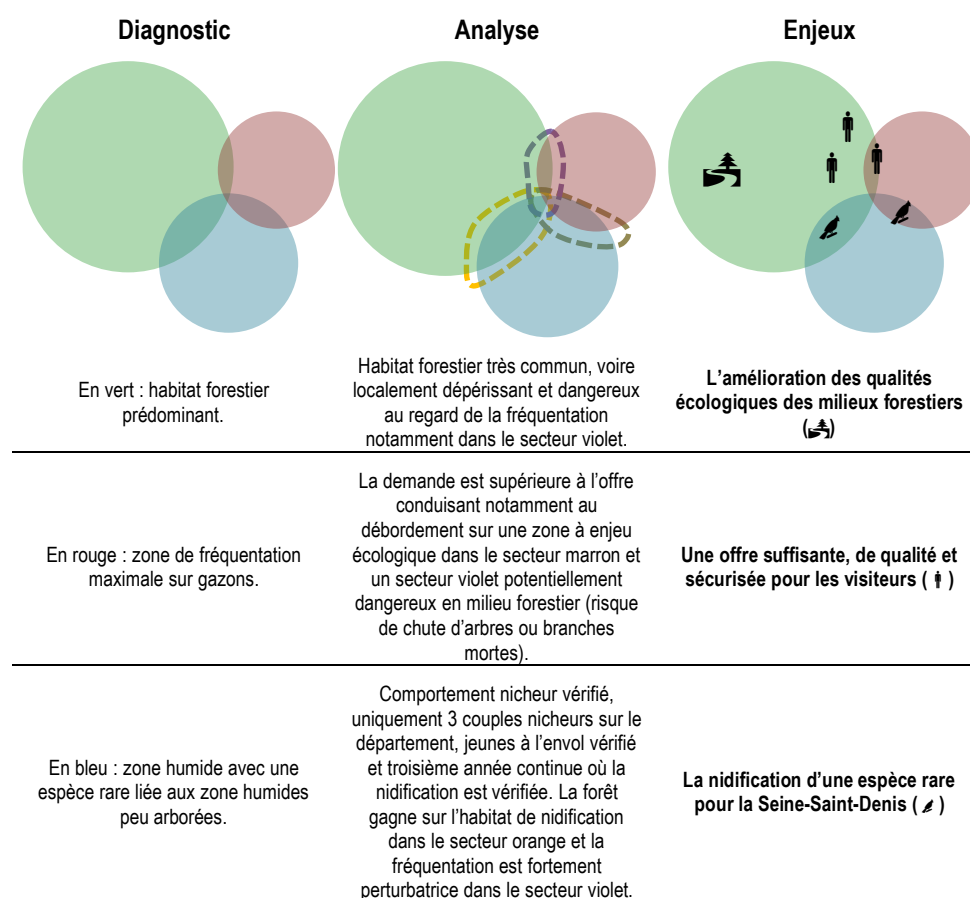 Diagnostic
Analyse
Enjeux
En vert : habitat forestier
prédominant.
Habitat forestier très commun, voire
localement dépérissant et dangereux
au regard de la fréquentation
notamment dans le secteur violet.
L’amélioration des qualités
écologiques des milieux forestiers
()
En rouge : zone de fréquentation
maximale sur gazons.
La demande est supérieure à l’offre
conduisant notamment au
débordement sur une zone à enjeu
écologique dans le secteur marron et
un secteur violet potentiellement
dangereux en milieu forestier (risque
de chute d’arbres ou branches
mortes).
Une offre suffisante, de qualité et
sécurisée pour les visiteurs ( )
En bleu : zone humide avec une
espèce rare liée aux zone humides
peu arborées.
Comportement nicheur vérifié,
uniquement 3 couples nicheurs sur le
département, jeunes à l’envol vérifié
et troisième année continue où la
nidification est vérifiée. La forêt
gagne sur l’habitat de nidification
dans le secteur orange et la
fréquentation est fortement
perturbatrice dans le secteur violet.
La nidification d’une espèce rare
pour la Seine-Saint-Denis ( )